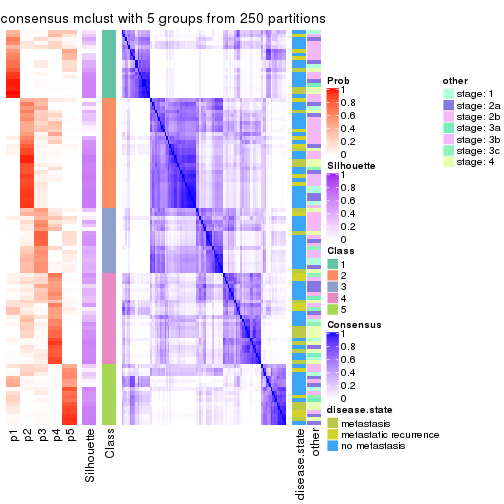 consensus mclust with 5 groups from 250 partitions
Prob
1
0.8
0.6
0.4
0.2
0
Silhouette
1
0.8
0.6
0.4
0.2
0
Class
1
2
3
4
5
Consensus
1
0.8
0.6
0.4
0.2
0
disease.state
metastasis
metastatic recurrence
no metastasis
other
stage: 1
stage: 2a
stage: 2b
stage: 3a
stage: 3b
stage: 3c
stage: 4
p1
p2
p3
p4
p5
Silhouette
Class
disease.state
other